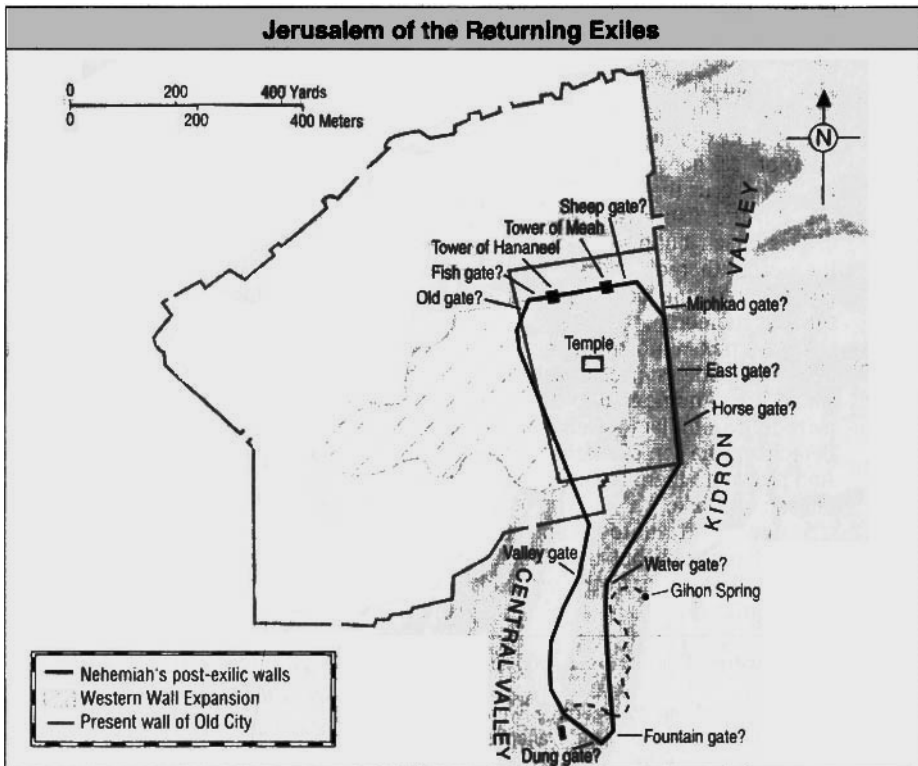 Jerusalem of the Returning Exiles
0 200 400 Yards
0 200 400 Meters
N
Sheep gate?
Tower of Meah
Tower of Hananeel
Fish gate?
Old gate?
Miphkad gate?
Temple
East gate?
Horse gate?
VALLEY
KIDRON
Valley gate
Water gate?
Gihon Spring
CENTRAL VALLEY
Fountain gate?
Dung gate?
Nehemiah's post-exilic walls
Western Wall Expansion
Present wall of Old City